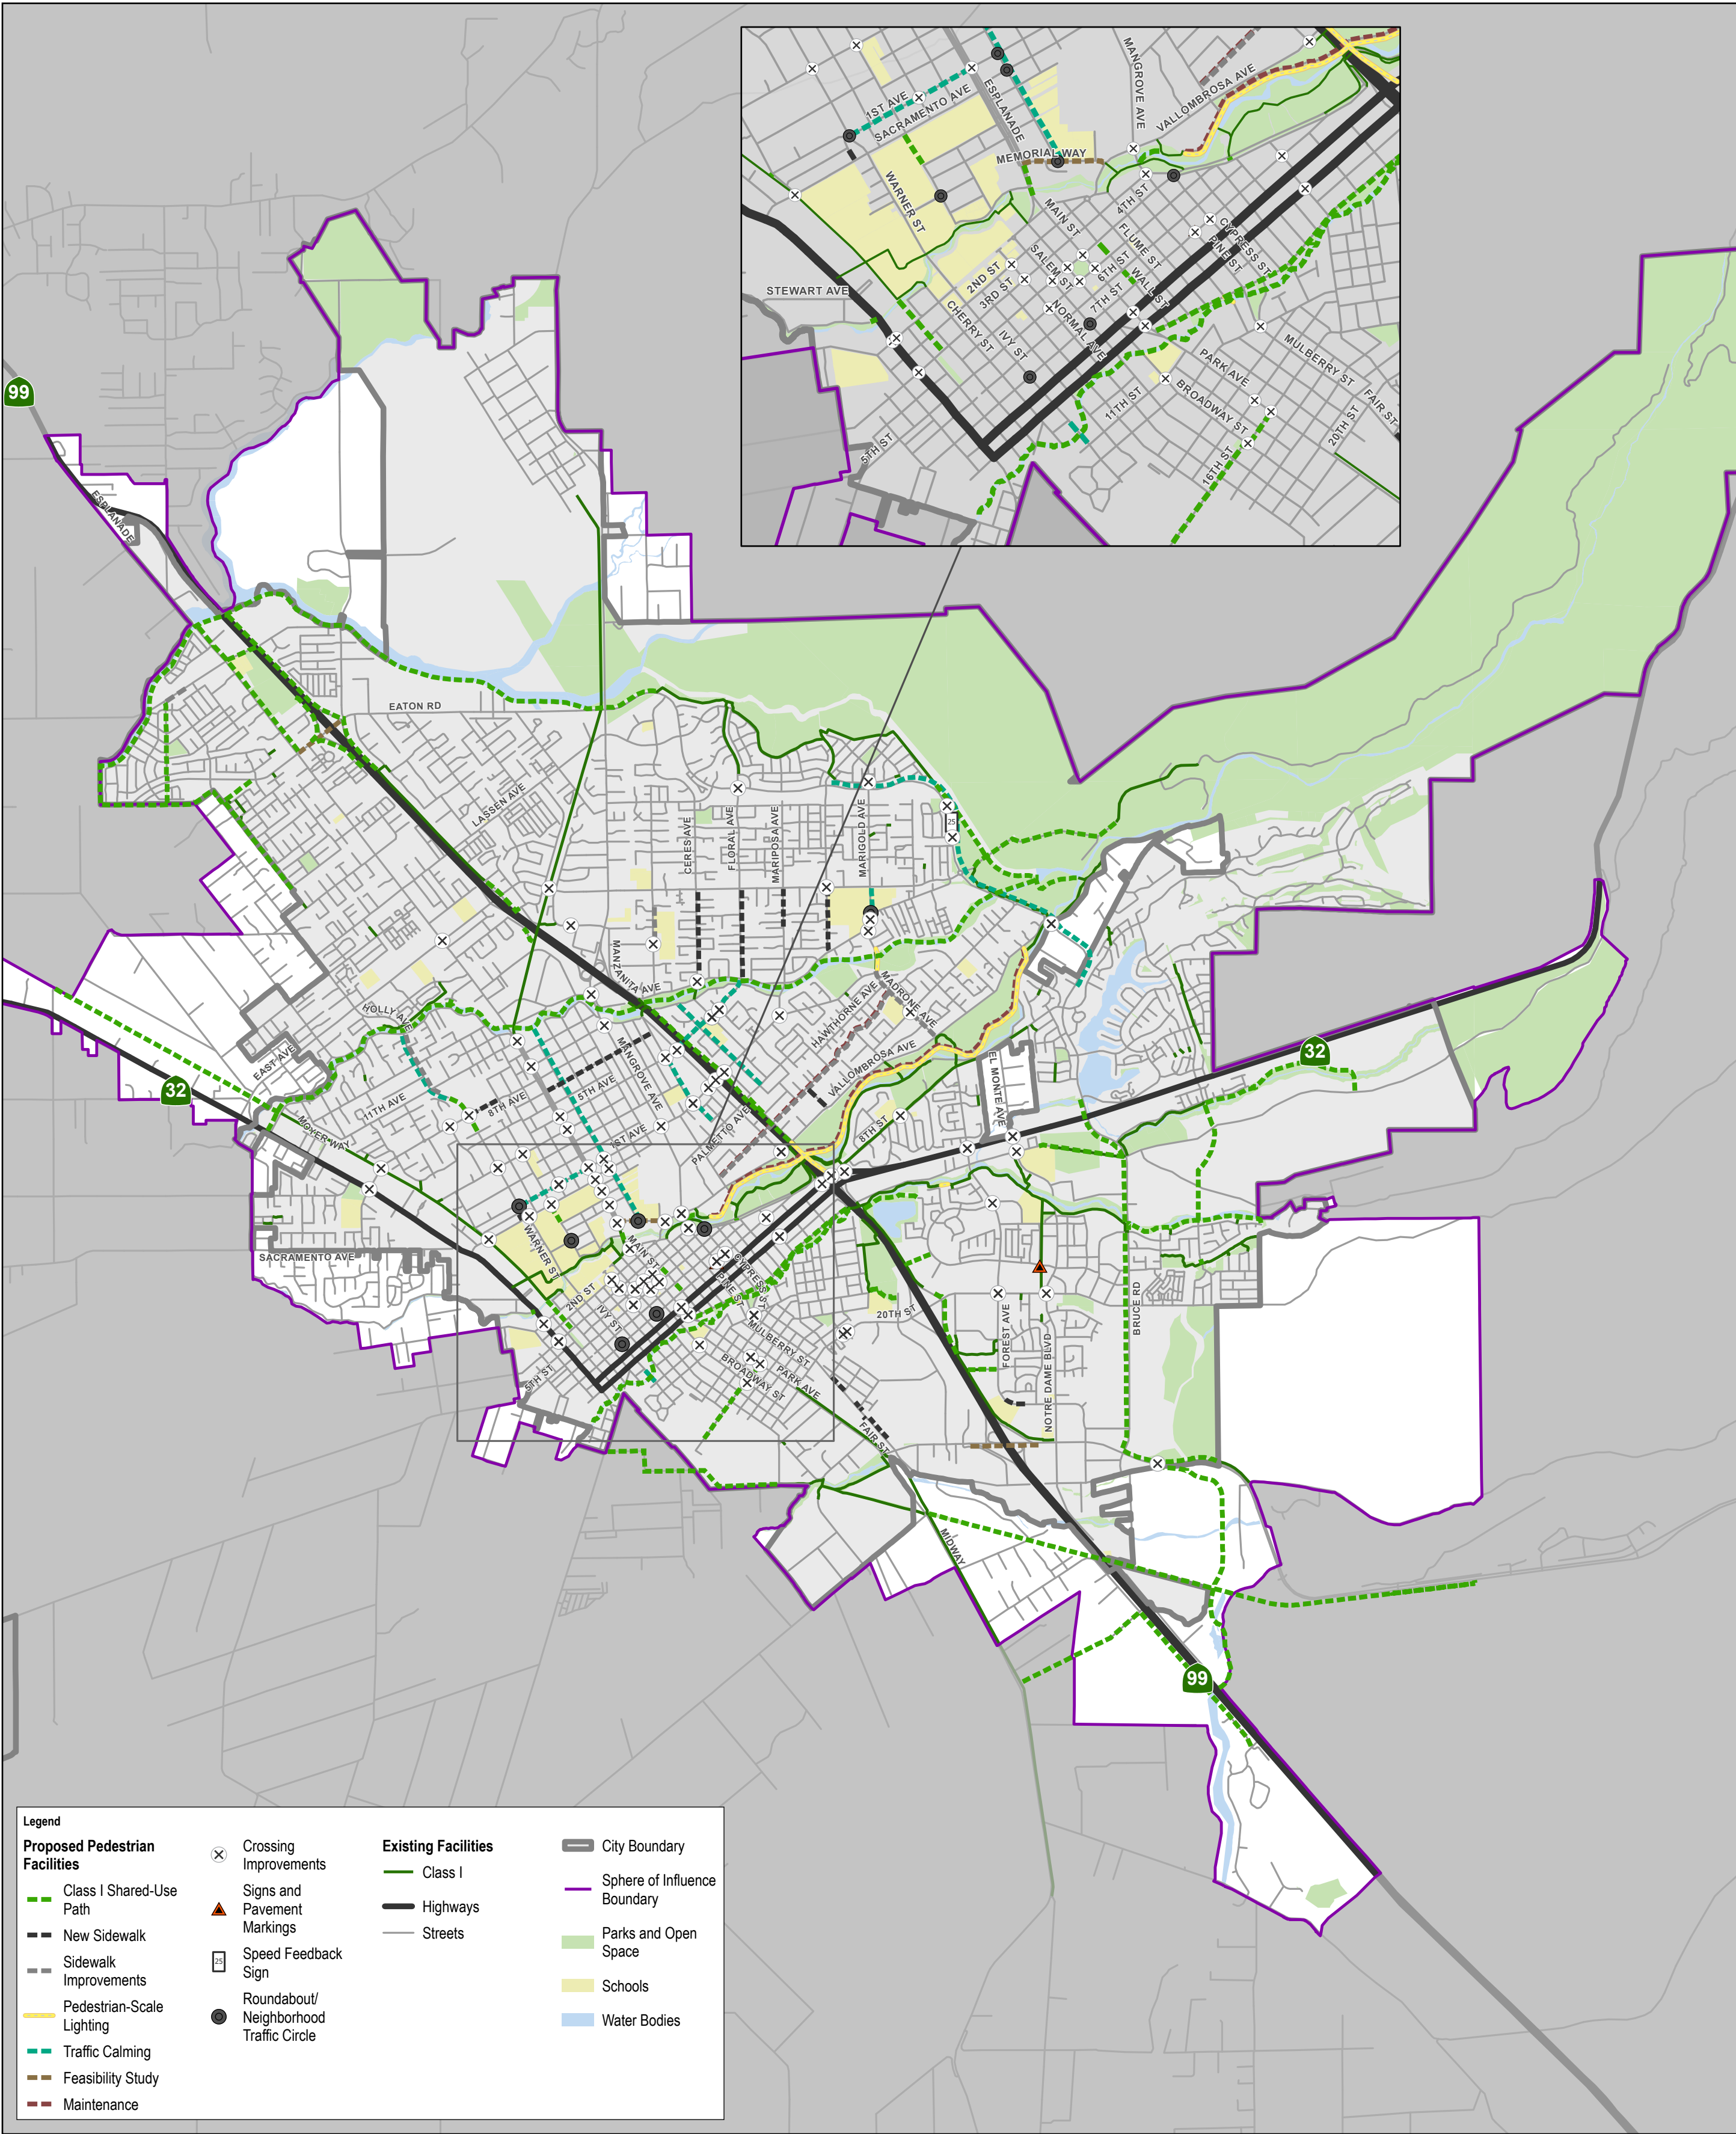 MANGROVE AVE
VALLOMBROSA AVE
1ST AVE
SACRAMENTO AVE
ESPLANADE
MEMORIAL WAY
WARNER ST
MAIN ST
4TH ST
FLUME ST
CYPRESS ST
PINE ST
STEWART AVE
2ND ST
3RD ST
SALEM ST
6TH ST
7TH ST
WALL ST
CHERRY ST
IVY ST
NORMAL AVE
PARK AVE
MULBERRY ST
BROADWAY ST
11TH ST
FAIR ST
20TH ST
16TH ST
5TH ST
99
ESPLANADE
EATON RD
LASSEN AVE
CERES AVE
FLORAL AVE
MARIPOSA AVE
MARIGOLD AVE
25
MANZANITA AVE
HOLLY AVE
EAST AVE
HAWTHORNE AVE
MADRONE AVE
32
11TH AVE
8TH AVE
5TH AVE
MANGROVE AVE
VALLOMBROSA AVE
EL MONTE AVE
32
MOYER WAY
1ST AVE
PALMETTO AVE
8TH ST
SACRAMENTO AVE
WARNER ST
MAIN ST
CYPRESS ST
PINE ST
2ND ST
IVY ST
MULBERRY ST
20TH ST
FOREST AVE
NOTRE DAME BLVD
BRUCE RD
5TH ST
BROADWAY ST
PARK AVE
FAIR ST
MIDWAY
99
Legend
Proposed Pedestrian
Facilities
Class I Shared-Use
Path
New Sidewalk
Sidewalk
Improvements
Pedestrian-Scale
Lighting
Traffic Calming
Feasibility Study
Maintenance
Crossing
Improvements
Signs and
Pavement
Markings
25
Speed Feedback
Sign
Roundabout/
Neighborhood
Traffic Circle
Existing Facilities
Class I
Highways
Streets
City Boundary
Sphere of Influence
Boundary
Parks and Open
Space
Schools
Water Bodies